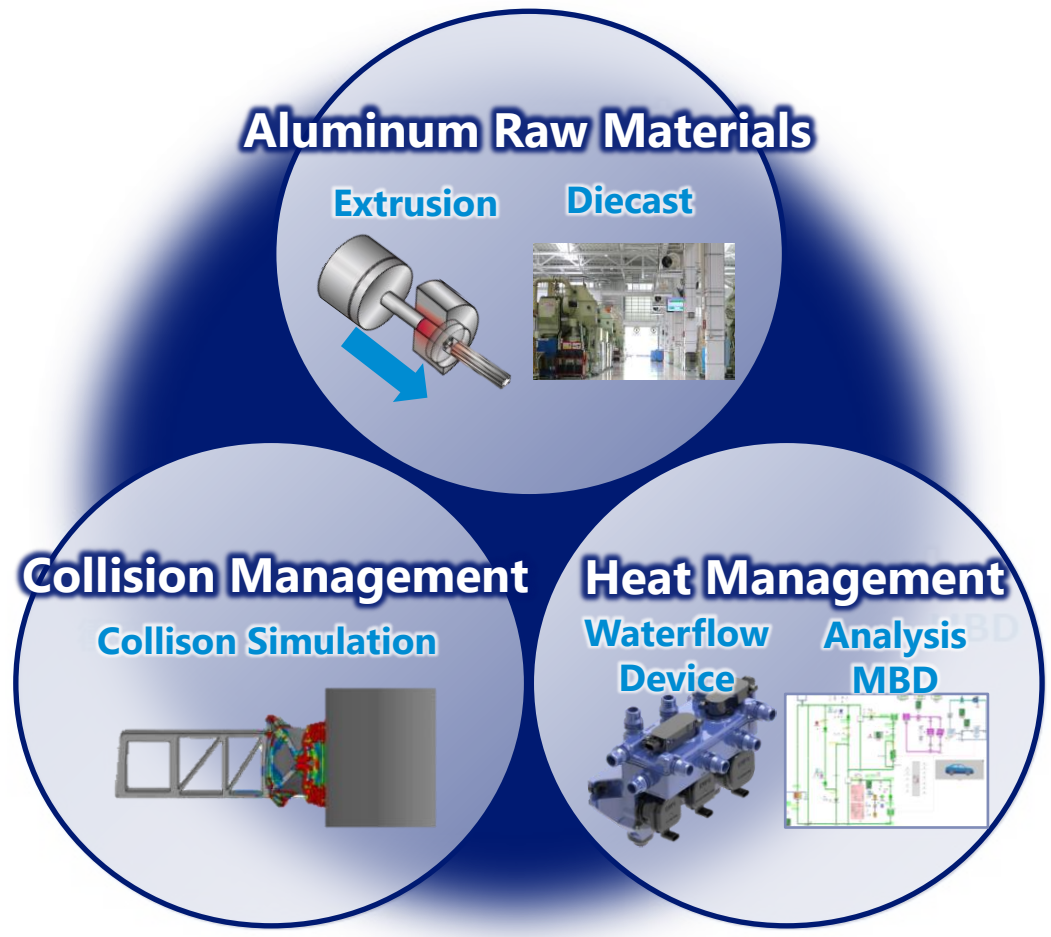 Aluminum Raw Materials
Extrusion
Diecast
Collision Management
Collison Simulation
Heat Management
Waterflow
Device
Analysis
MBD